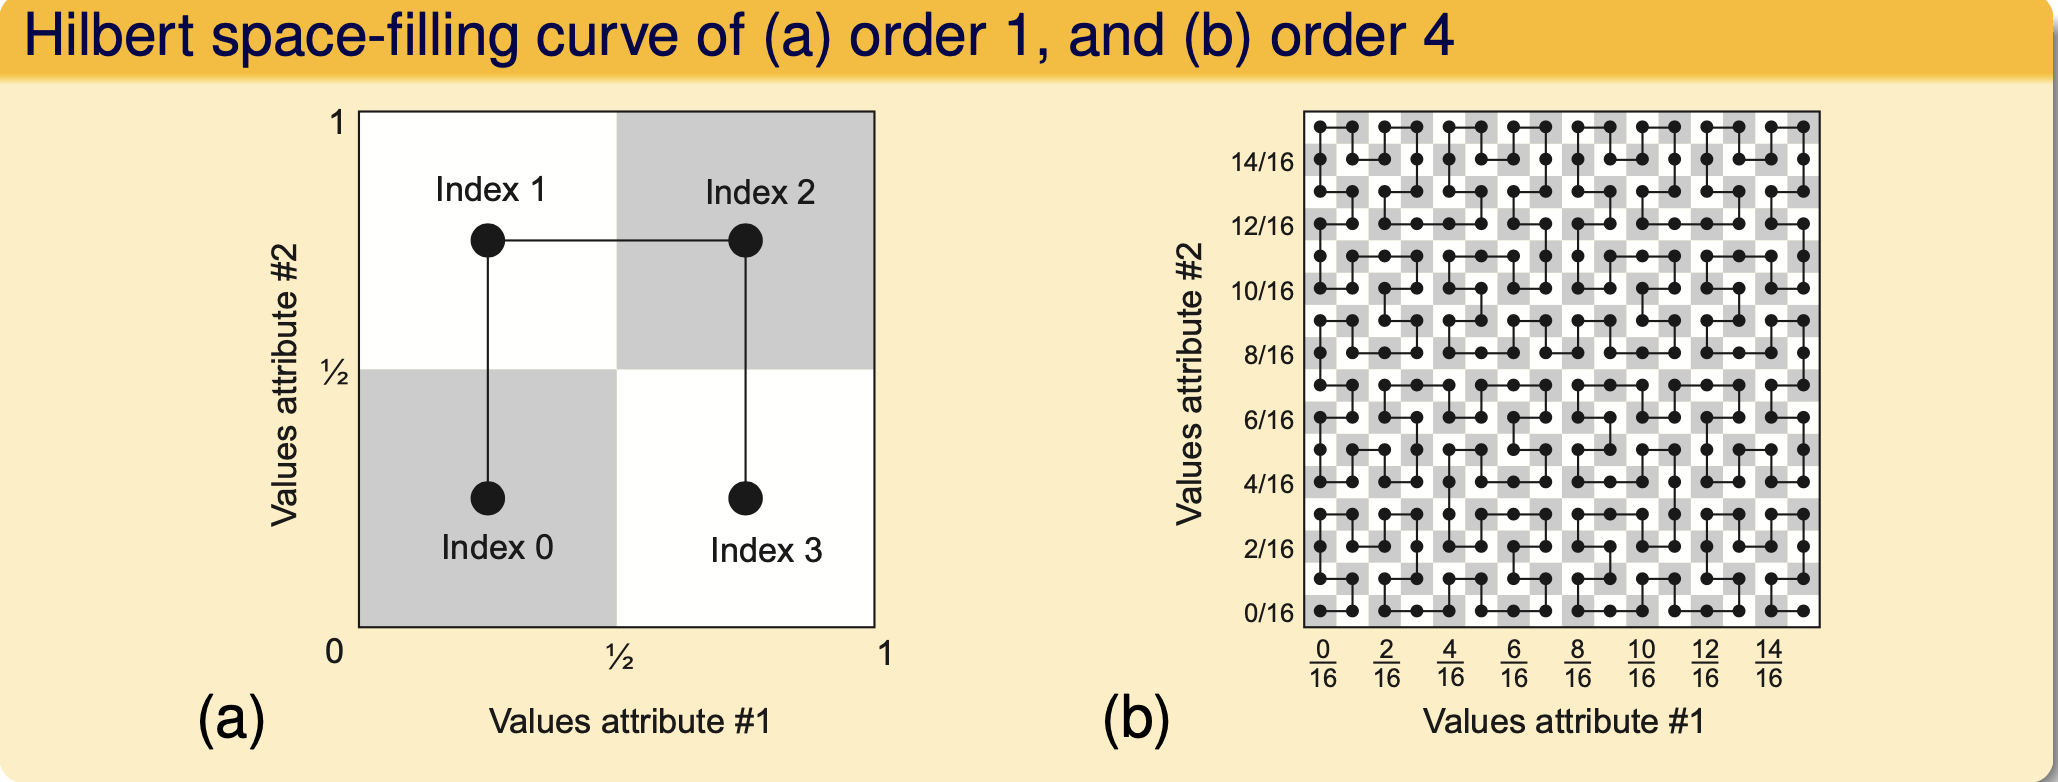 Hilbert space-filling curve of (a) order 1, and (b) order 4
1
Index 1
Index 2
Values attribute #2
½
Index 0
Index 3
0
½
1
(a)
Values attribute #1
14/16
12/16
10/16
Values attribute #2
8/16
6/16
4/16
2/16
0/16
0/16 2/16 4/16 6/16 8/16 10/16 12/16 14/16
(b)
Values attribute #1